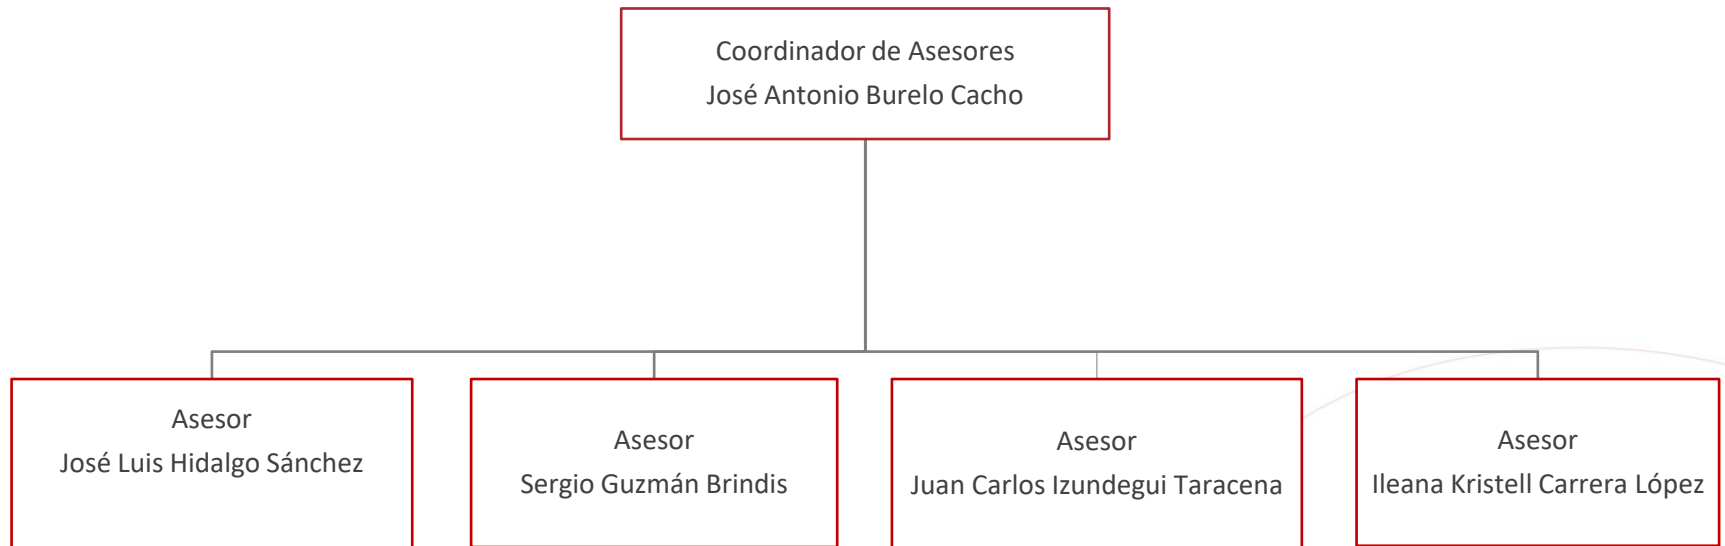 Coordinador de Asesores
José Antonio Burelo Cacho
Asesor
José Luis Hidalgo Sánchez
Asesor
Sergio Guzmán Brindis
Asesor
Juan Carlos Izundegui Taracena
Asesor
Ileana Kristell Carrera López